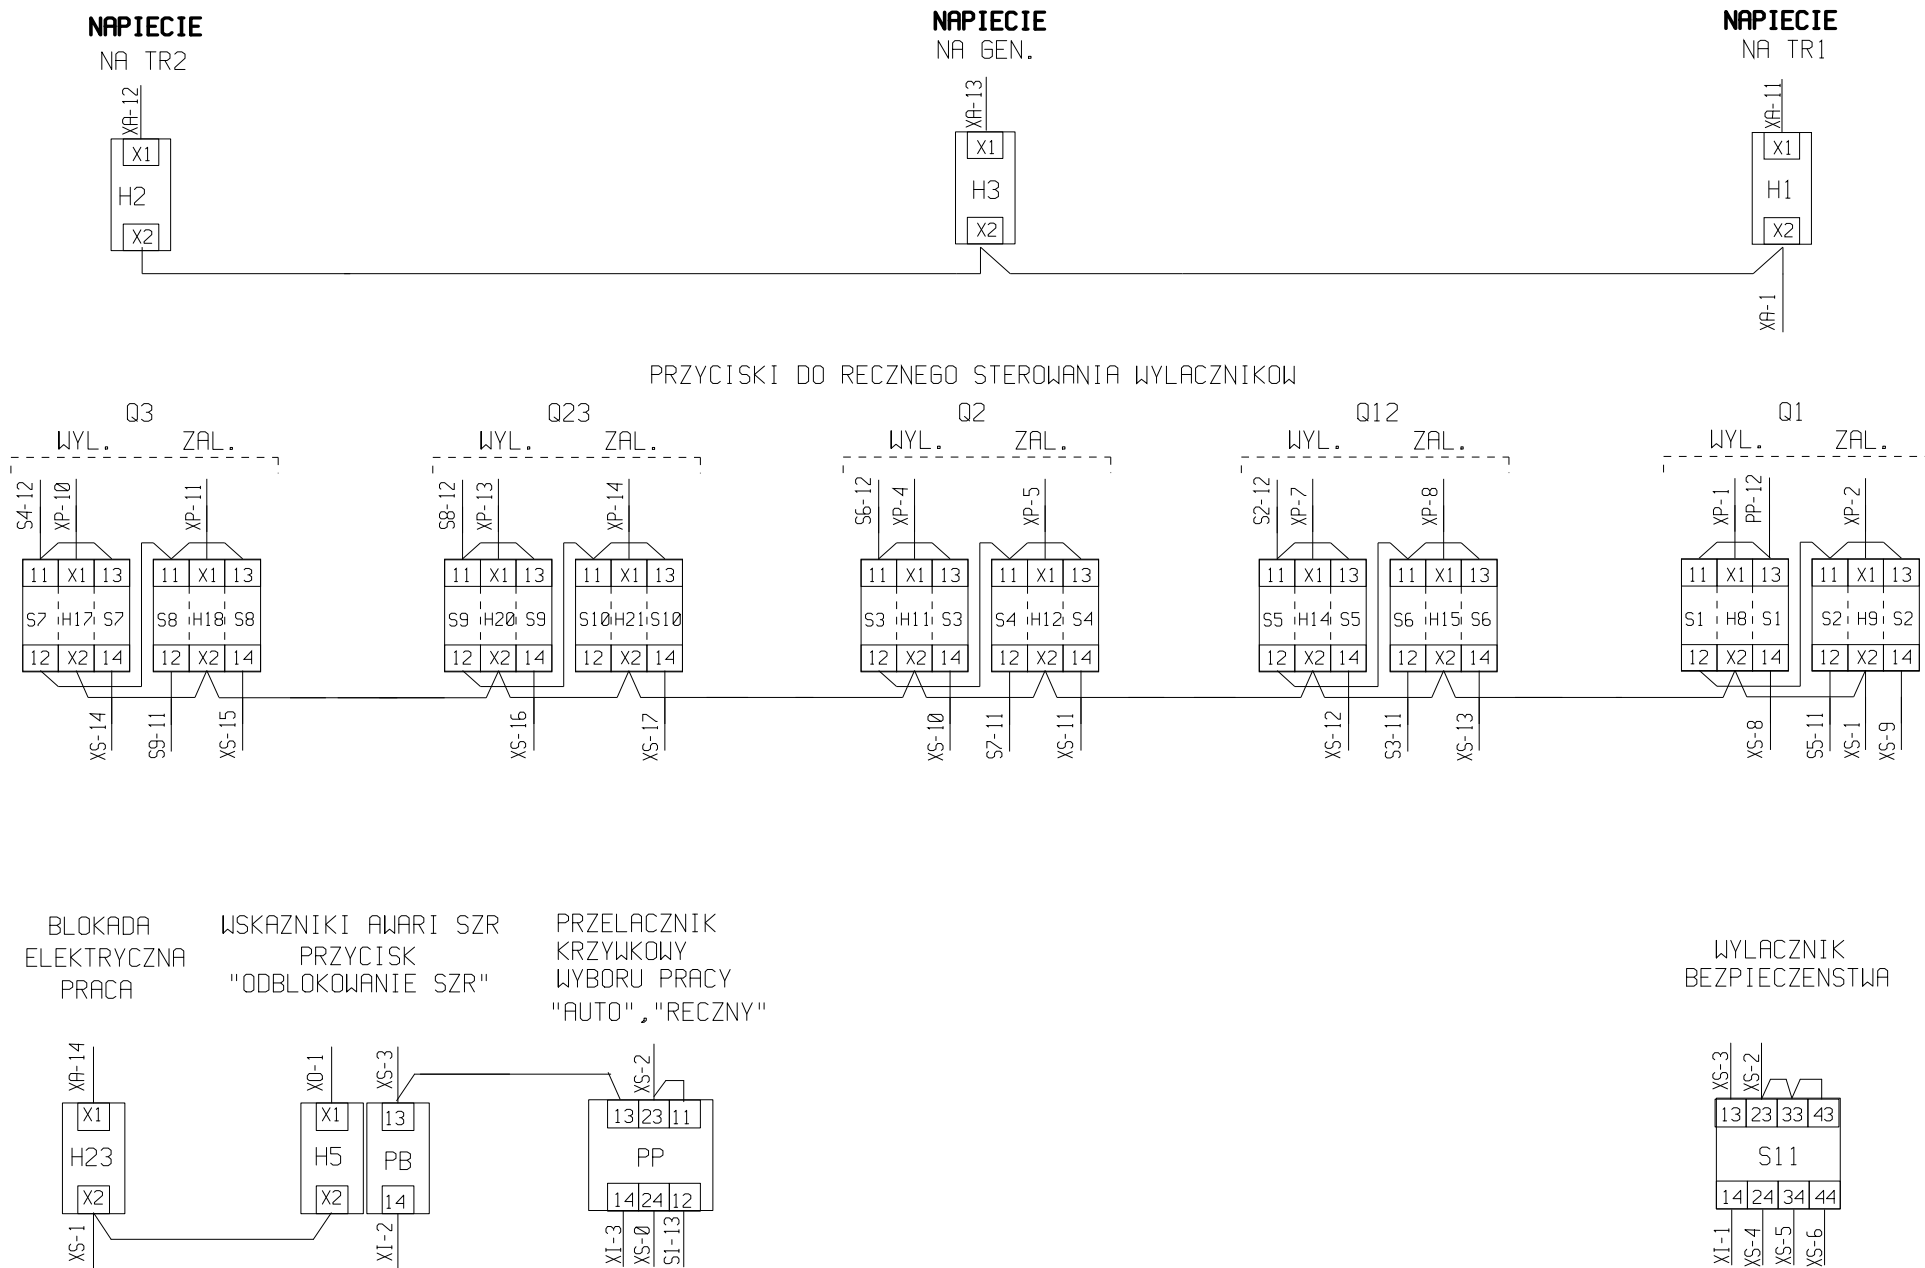 NAPIECIE
NA TR2
NAPIECIE
NA GEN.
NAPIECIE
NA TR1
XA-12
XA-13
XA-11
X1
H2
X2
X1
H3
X2
X1
H1
X2
XA-1
PRZYCISKI DO RECZNEGO STEROWANIA WYLACZNIKOW
Q3
Q23
Q2
Q12
Q1
WYL. ZAL.
WYL. ZAL.
WYL. ZAL.
WYL. ZAL.
WYL. ZAL.
S4-12 XP-10 XP-11
S8-12 XP-13 XP-14
S6-12 XP-4 XP-5
S2-12 XP-7 XP-8
XP-1 PP-12 XP-2
11 X1 13 11 X1 13
11 X1 13 11 X1 13
11 X1 13 11 X1 13
11 X1 13 11 X1 13
11 X1 13 11 X1 13
S7 H17 S7 S8 H18 S8
S9 H20 S9 S10 H21 S10
S3 H11 S3 S4 H12 S4
S5 H14 S5 S6 H15 S6
S1 H8 S1 S2 H9 S2
12 X2 14 12 X2 14
12 X2 14 12 X2 14
12 X2 14 12 X2 14
12 X2 14 12 X2 14
12 X2 14 12 X2 14
XS-14 S9-11 XS-15
XS-16 XS-17
XS-10 S7-11 XS-11
XS-12 S3-11 XS-13
XS-8 S5-11 XS-1 XS-9
BLOKADA
ELEKTRYCZNA
PRACA
WSKAZNIKI AWARI SZR
PRZYCISK
"ODBLOKOWANIE SZR"
PRZELACZNIK
KRZYWKOWY
WYBORU PRACY
"AUTO","RECZNY"
WYLACZNIK
BEZPIECZENSTWA
XA-14
X1
H23
X2
XS-1
XO-1
X1
H5
X2
XS-3
13
PB
14
XI-2
XS-2
13 23 11
PP
14 24 12
XI-3 XS-0 S1-13
XS-3 XS-2
13 23 33 43
S11
14 24 34 44
XI-1 XS-4 XS-5 XS-6